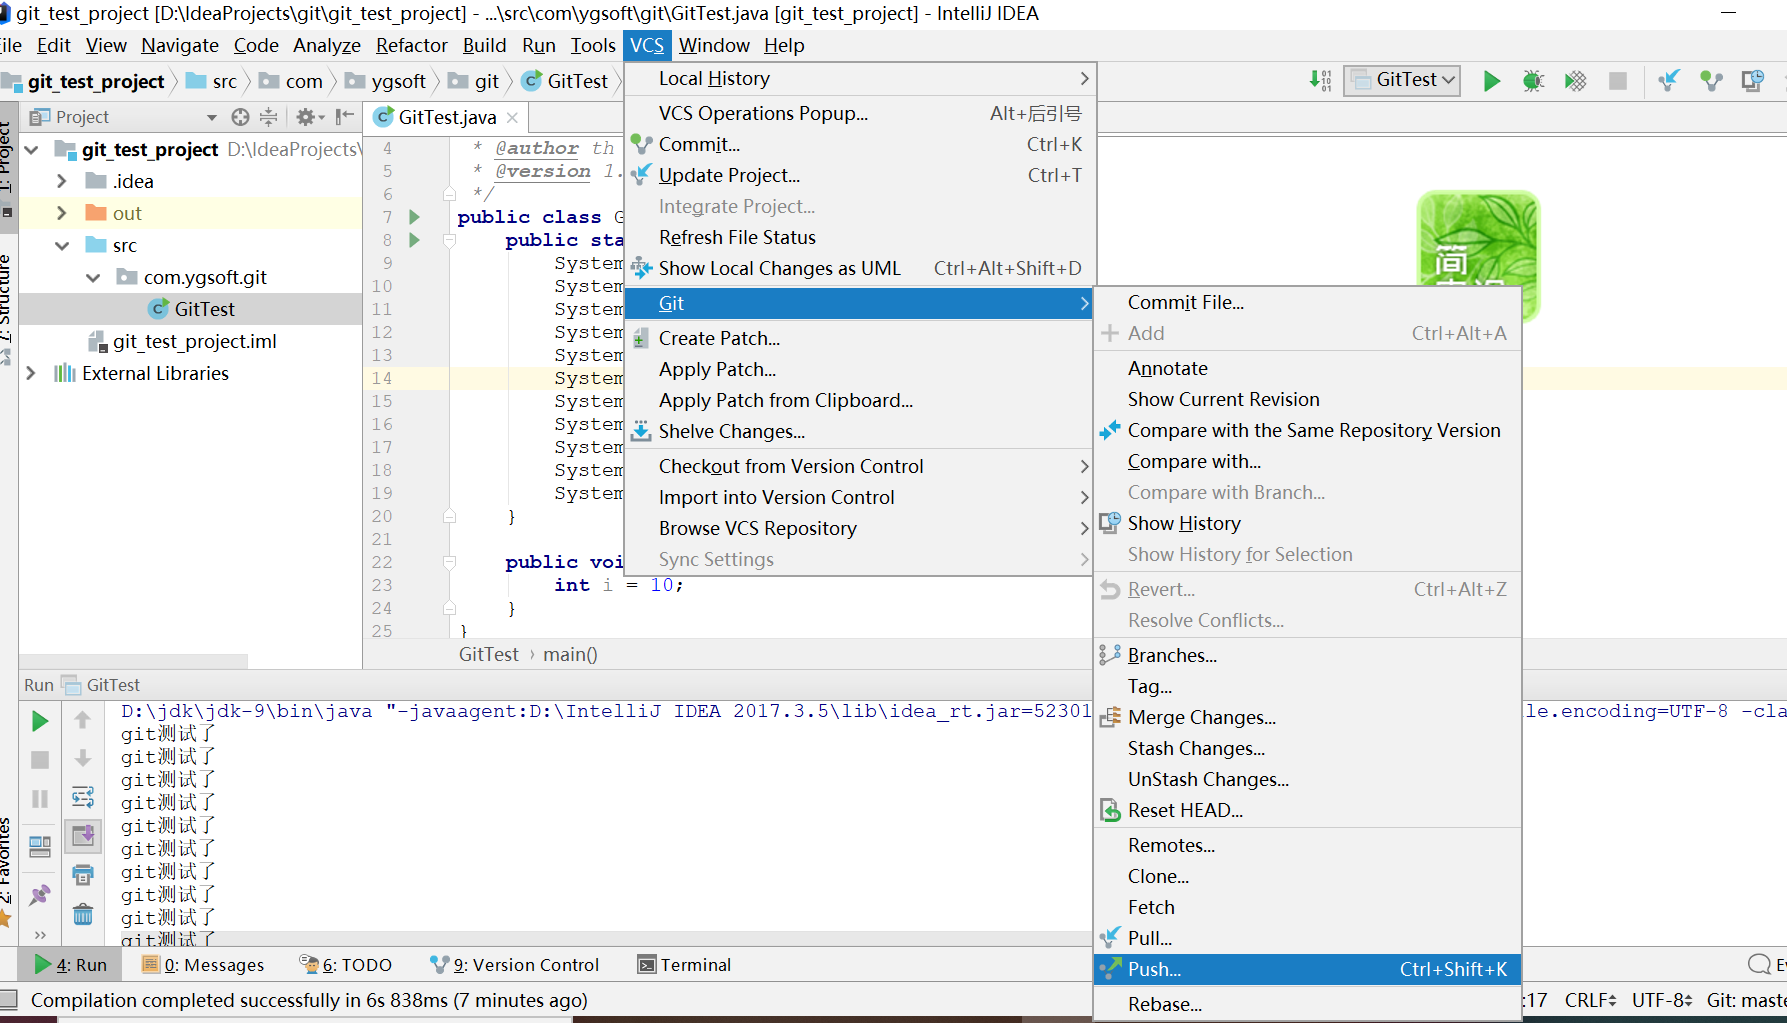 git_test_project [D:\IdeaProjects\git\git_test_project] - ...\src\com\ygsoft\git\GitTest.java [git_test_project] - IntelliJ IDEA
ile Edit View Navigate Code Analyze Refactor Build Run Tools VCS Window Help
git_test_project src com ygsoft git GitTest
GitTest
Project
GitTest.java
1: Project
7: Structure
2: Favorites
git_test_project D:\IdeaProjects\
.idea
out
src
com.ygsoft.git
GitTest
git_test_project.iml
External Libraries
4 * @author th
5 * @version 1.
6 */
7 public class G
8 public sta
9 System
10 System
11 System
12 System
13 System
14 System
15 System
16 System
17 System
18 System
19 System
20 }
21
22 public voi
23 int i = 10;
24 }
25 }
GitTest › main()
Local History
VCS Operations Popup... Alt+后引号
Commit... Ctrl+K
Update Project... Ctrl+T
Integrate Project...
Refresh File Status
Show Local Changes as UML Ctrl+Alt+Shift+D
Git
Create Patch...
Apply Patch...
Apply Patch from Clipboard...
Shelve Changes...
Checkout from Version Control
Import into Version Control
Browse VCS Repository
Sync Settings
简
Commit File...
Add Ctrl+Alt+A
Annotate
Show Current Revision
Compare with the Same Repository Version
Compare with...
Compare with Branch...
Show History
Show History for Selection
Revert... Ctrl+Alt+Z
Resolve Conflicts...
Branches...
Tag...
Merge Changes...
Stash Changes...
UnStash Changes...
Reset HEAD...
Remotes...
Clone...
Fetch
Pull...
Push... Ctrl+Shift+K
Rebase...
Run GitTest
D:\jdk\jdk-9\bin\java "-javaagent:D:\IntelliJ IDEA 2017.3.5\lib\idea_rt.jar=52301 le.encoding=UTF-8 -cla
git测试了
git测试了
git测试了
git测试了
git测试了
git测试了
git测试了
git测试了
git测试了
git测试了
4: Run 0: Messages 6: TODO 9: Version Control Terminal Ev
Compilation completed successfully in 6s 838ms (7 minutes ago) :17 CRLF UTF-8 Git: maste